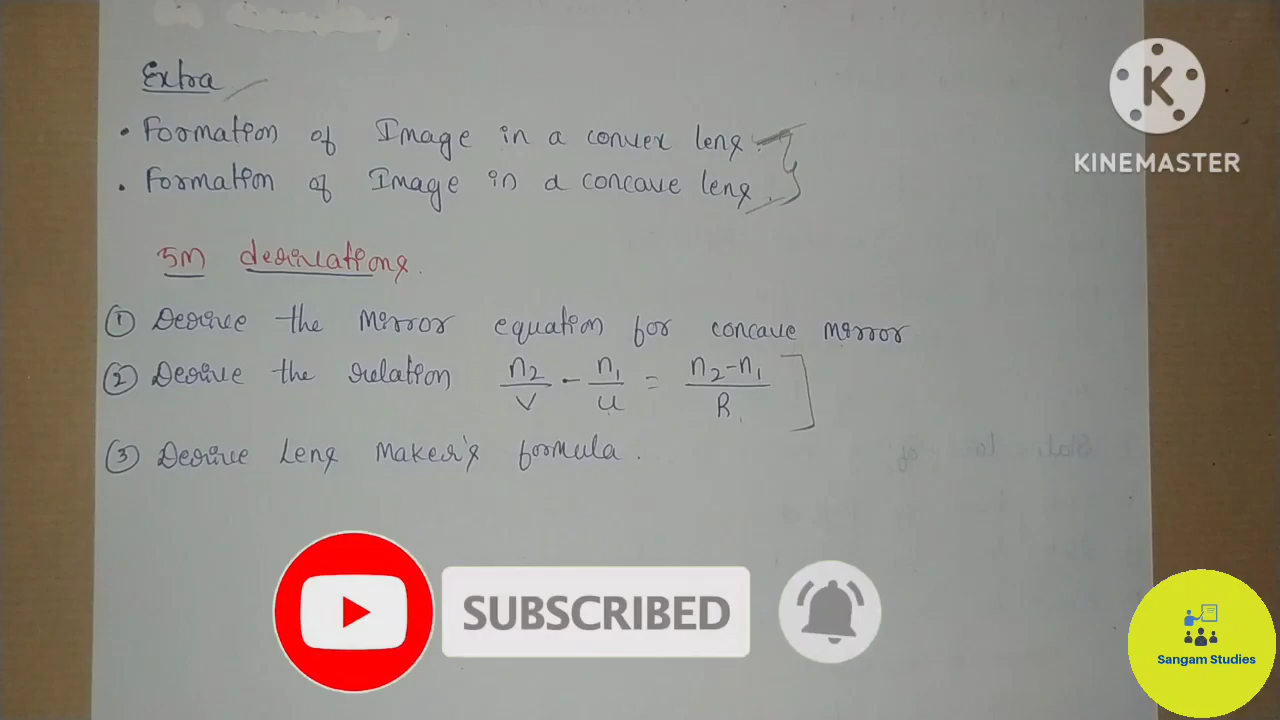 Extra
• Formation of Image in a convex lens.
• Formation of Image in a concave lens.
KINEMASTER
5M derivations.
① Derive the mirror equation for concave mirror
② Derive the relation n2/v - n1/u = n2-n1/R
③ Derive Lens Maker's formula.
SUBSCRIBED
Sangam Studies